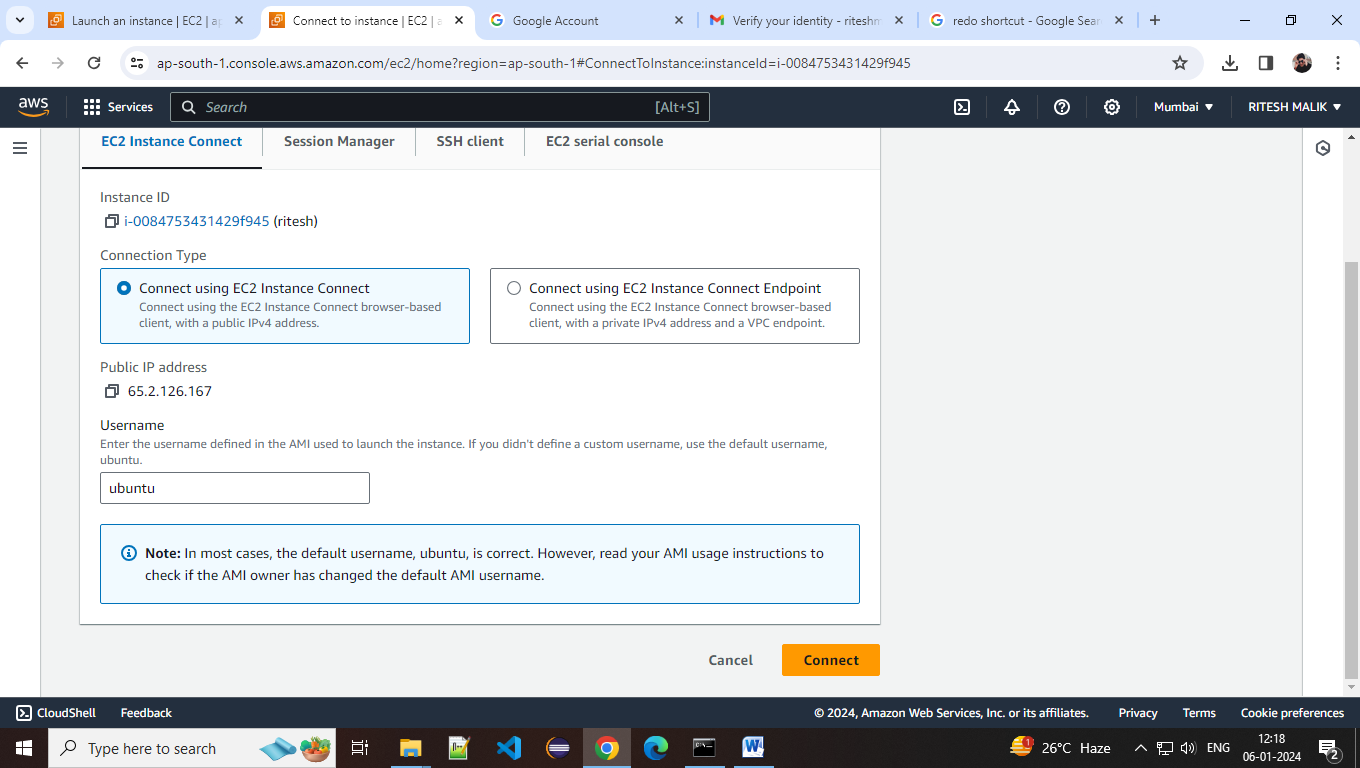 Launch an instance | EC2 | ap
Connect to instance | EC2 | a
Google Account
Verify your identity - riteshm
redo shortcut - Google Sear
ap-south-1.console.aws.amazon.com/ec2/home?region=ap-south-1#ConnectToInstance:instanceId=i-0084753431429f945
aws
Services
Search
[Alt+S]
Mumbai
RITESH MALIK
EC2 Instance Connect
Session Manager
SSH client
EC2 serial console
Instance ID
i-0084753431429f945 (ritesh)
Connection Type
Connect using EC2 Instance Connect
Connect using the EC2 Instance Connect browser-based
client, with a public IPv4 address.
Connect using EC2 Instance Connect Endpoint
Connect using the EC2 Instance Connect browser-based
client, with a private IPv4 address and a VPC endpoint.
Public IP address
65.2.126.167
Username
Enter the username defined in the AMI used to launch the instance. If you didn't define a custom username, use the default username,
ubuntu.
ubuntu
Note: In most cases, the default username, ubuntu, is correct. However, read your AMI usage instructions to
check if the AMI owner has changed the default AMI username.
Cancel
Connect
CloudShell
Feedback
© 2024, Amazon Web Services, Inc. or its affiliates.
Privacy
Terms
Cookie preferences
Type here to search
1
26°C Haze
ENG
12:18
06-01-2024
2